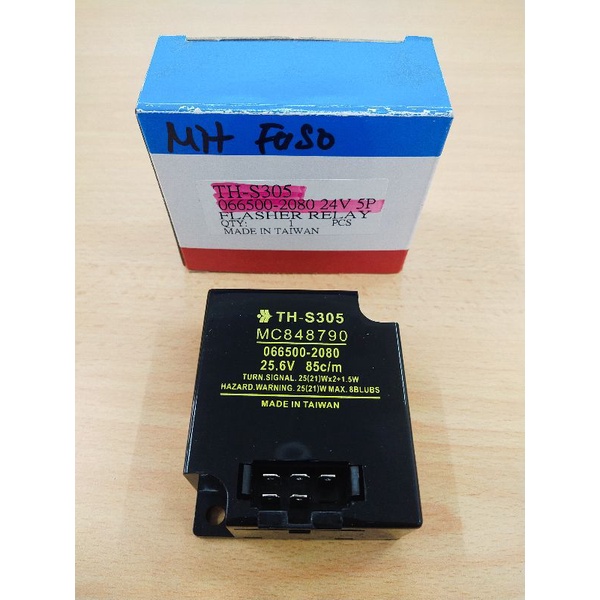 MH FUSO
TH-S305
066500-2080 24V 5P
FLASHER RELAY
QTY: 1 PCS
MADE IN TAIWAN
TH-S305
MC848790
066500-2080
25.6V 85c/m
TURN.SIGNAL. 25(21)Wx2+1.5W
HAZARD.WARNING. 25(21)W MAX. 8BLUBS
MADE IN TAIWAN